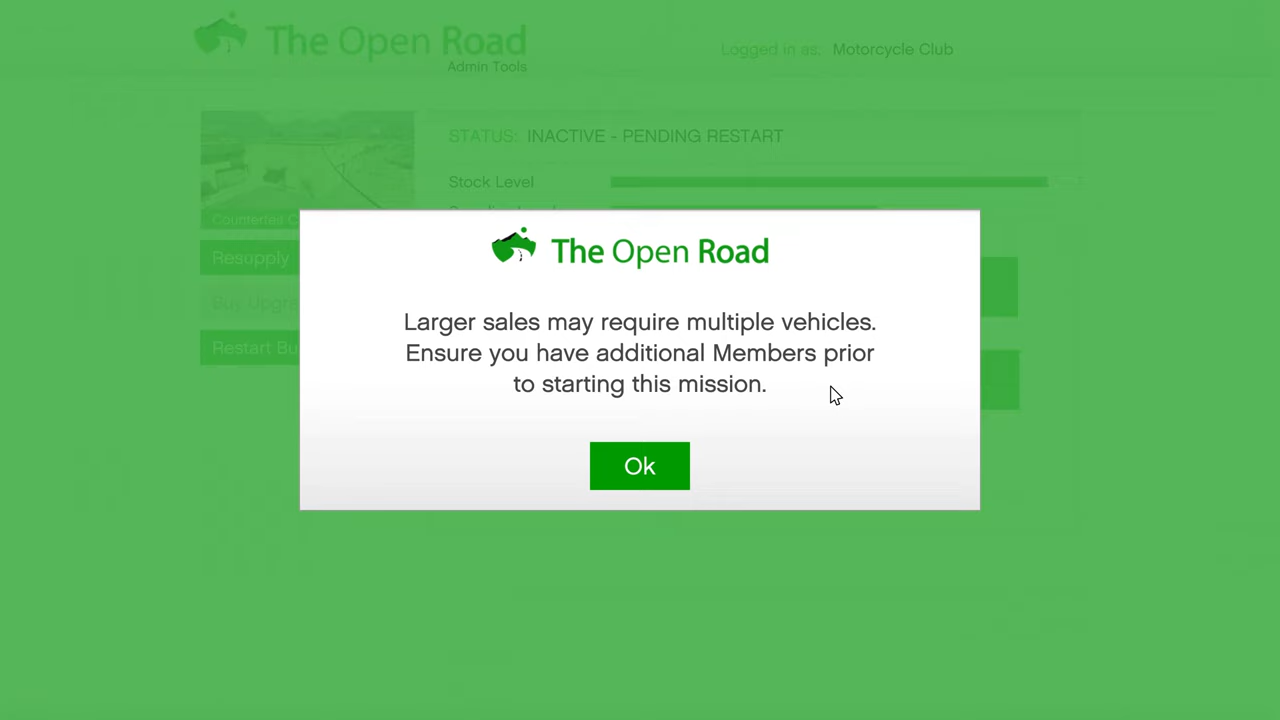 The Open Road
Admin Tools
Logged in as: Motorcycle Club
STATUS: INACTIVE - PENDING RESTART
Stock Level
Resupply
The Open Road
Larger sales may require multiple vehicles.
Ensure you have additional Members prior
to starting this mission.
Ok